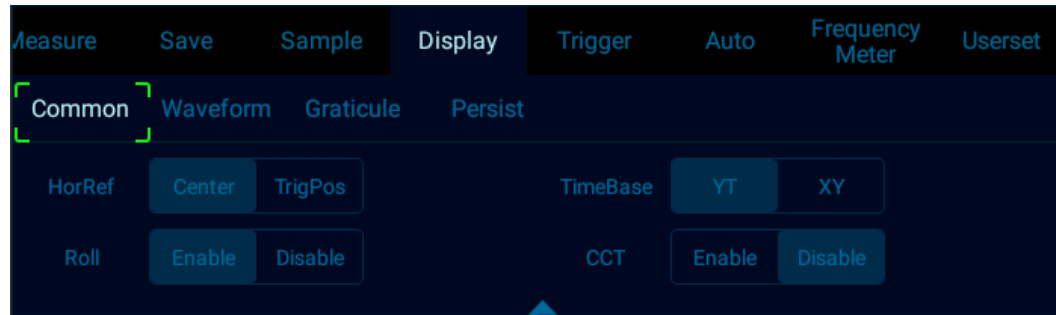 Measure Save Sample Display Trigger Auto Frequency Meter Userset
Common Waveform Graticule Persist
HorRef Center TrigPos TimeBase YT XY
Roll Enable Disable CCT Enable Disable